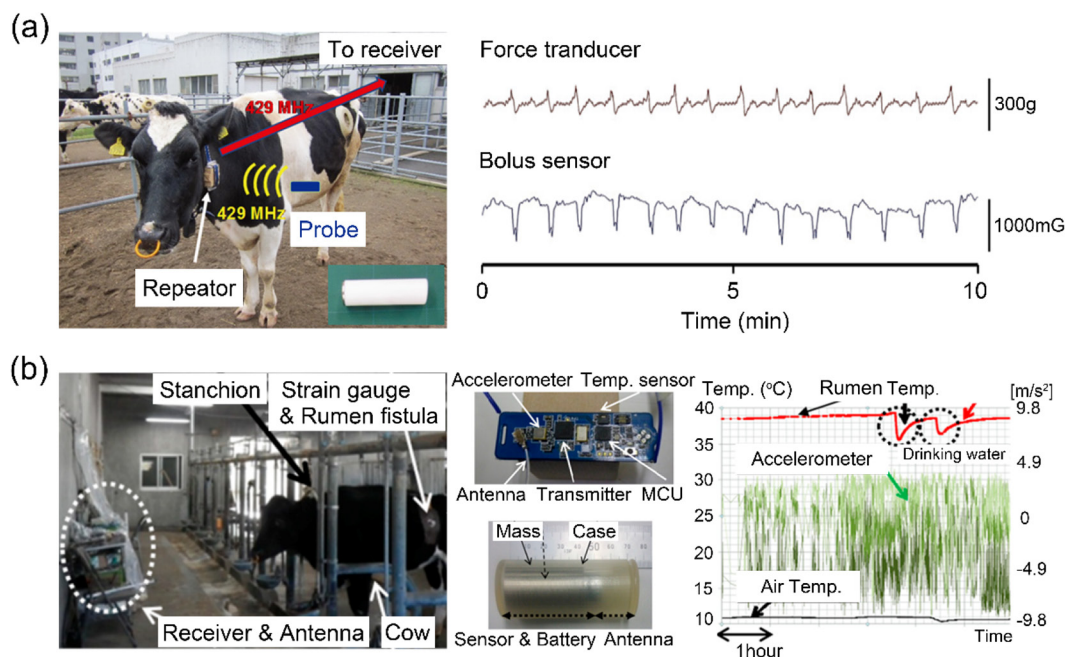 (a)
To receiver
429 MHz
429 MHz
Probe
Repeator
Force tranducer
300g
Bolus sensor
1000mG
0 5 10
Time (min)
(b)
Stanchion
Strain gauge
& Rumen fistula
Receiver & Antenna
Cow
Accelerometer Temp. sensor
Antenna Transmitter MCU
Mass Case
Sensor & Battery Antenna
Temp. (°C) Rumen Temp. [m/s²]
40 9.8
35
Drinking water
4.9
Accelerometer
30
25 0
20
-4.9
15
Air Temp.
10 -9.8
Time
1hour